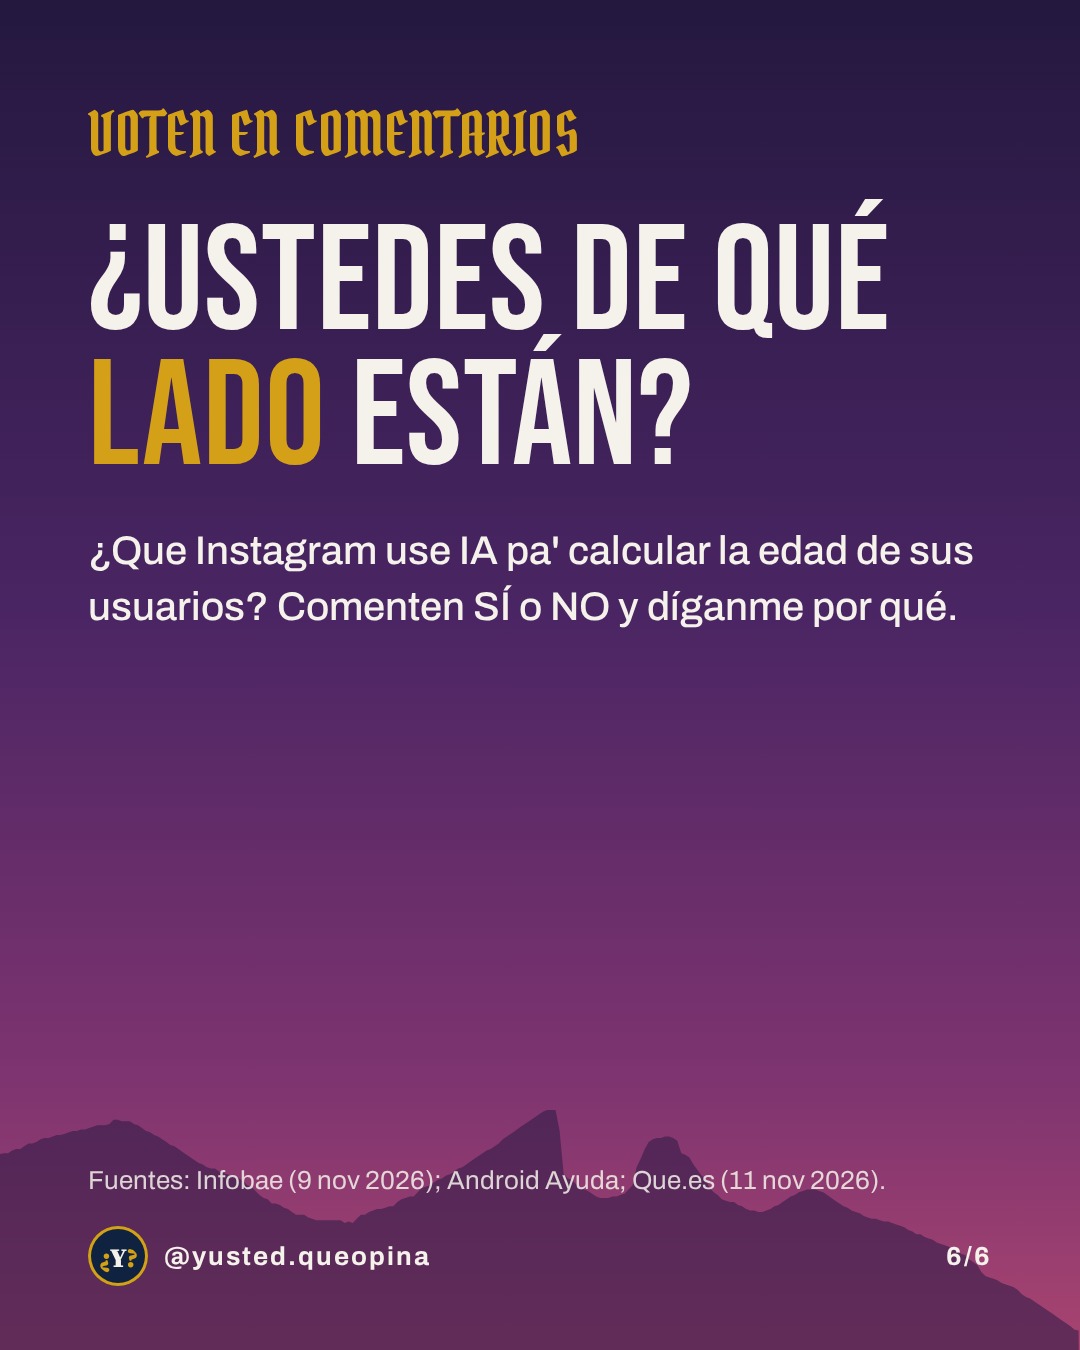 VOTEN EN COMENTARIOS
¿USTEDES DE QUÉ
LADO ESTÁN?
¿Que Instagram use IA pa' calcular la edad de sus
usuarios? Comenten SÍ o NO y díganme por qué.
Fuentes: Infobae (9 nov 2026); Android Ayuda; Que.es (11 nov 2026).
¿Y?
@yusted.queopina
6/6